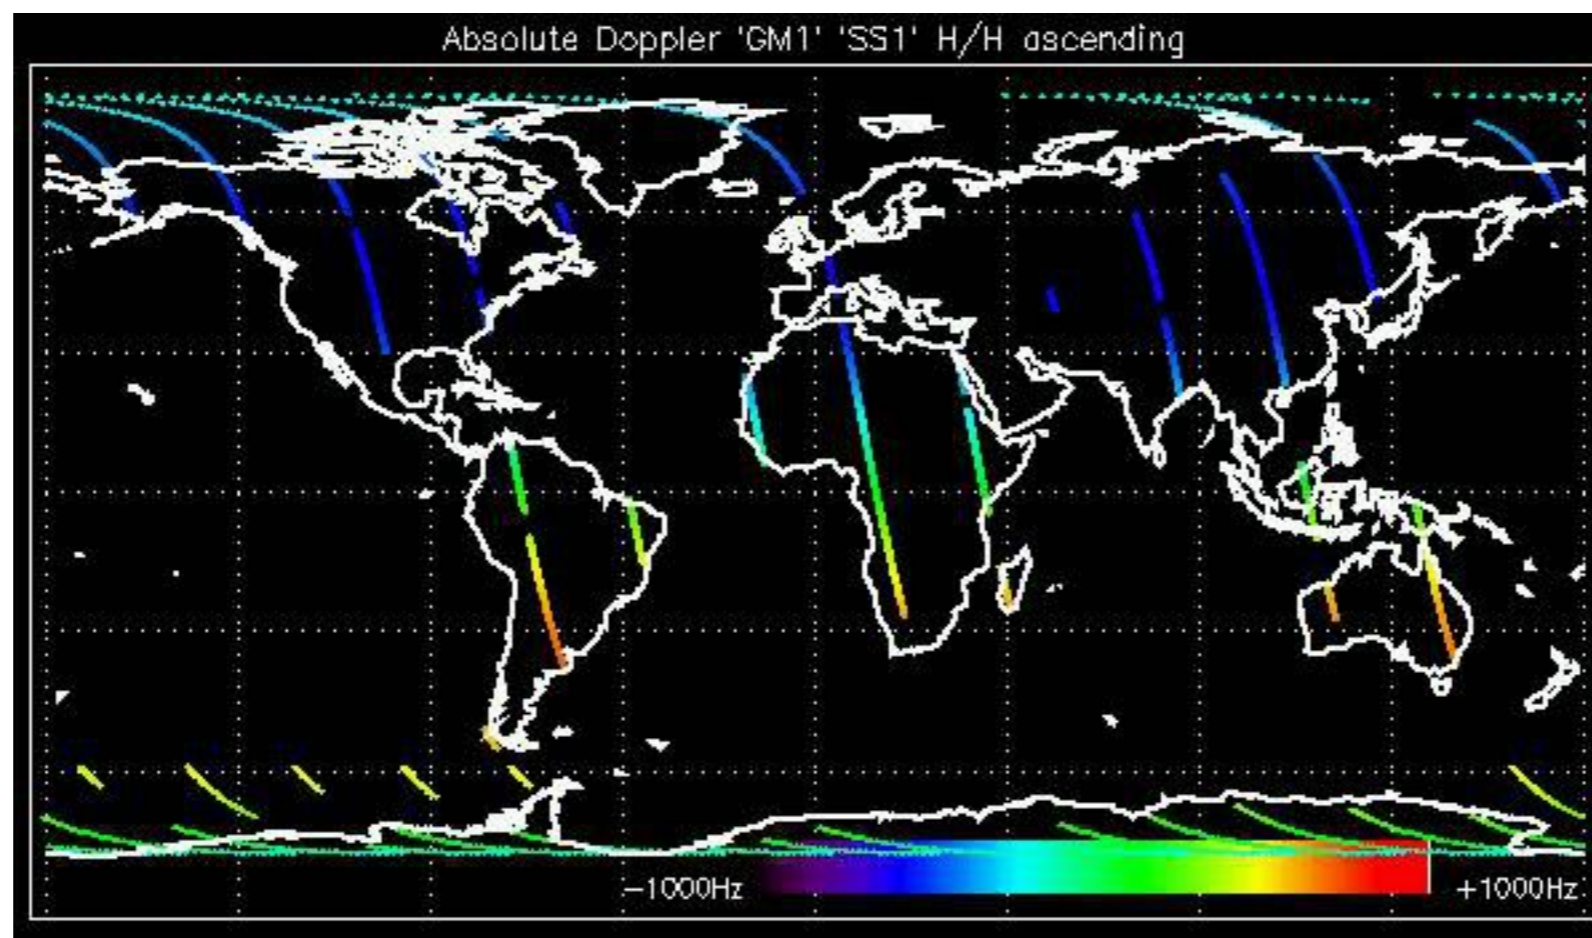 Absolute Doppler 'GM1' 'SS1' H/H ascending
-1000Hz
+1000Hz